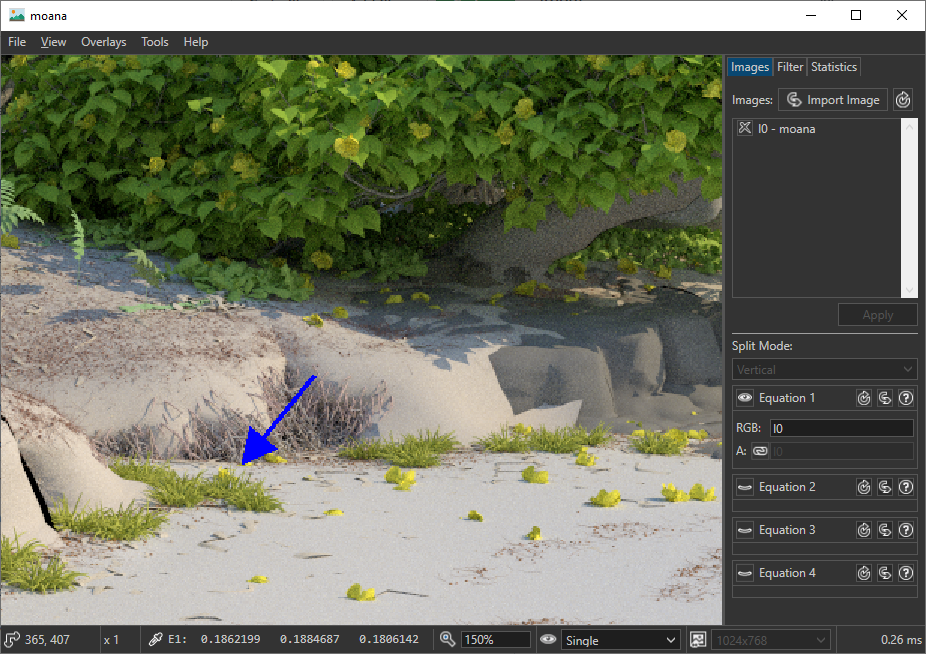 moana
File View Overlays Tools Help
Images Filter Statistics
Images: Import Image
I0 - moana
Apply
Split Mode:
Vertical
Equation 1
RGB: I0
A: I0
Equation 2
Equation 3
Equation 4
365, 407 x 1 E1: 0.1862199 0.1884687 0.1806142 150% Single 1024x768 0.26 ms